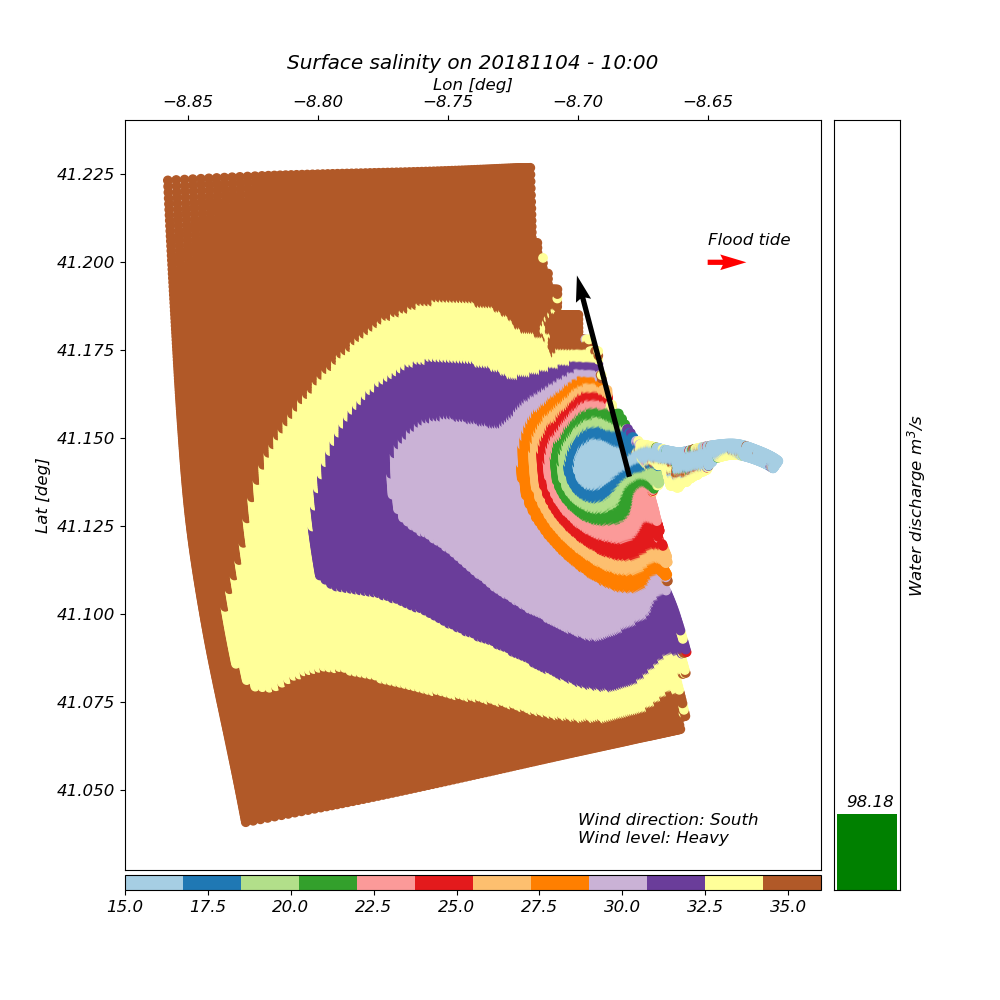 Surface salinity on 20181104 - 10:00
Lon [deg]
−8.85 −8.80 −8.75 −8.70 −8.65
41.225
41.200
41.175
41.150
41.125
41.100
41.075
41.050
Lat [deg]
Flood tide
Wind direction: South
Wind level: Heavy
98.18
Water discharge m³/s
15.0 17.5 20.0 22.5 25.0 27.5 30.0 32.5 35.0